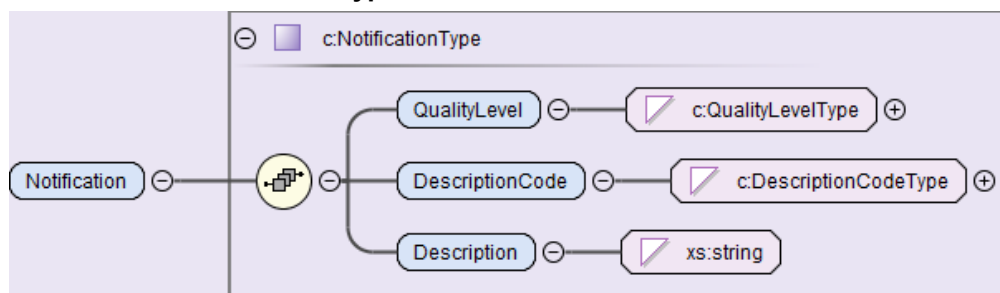 c:NotificationType
QualityLevel c:QualityLevelType
Notification DescriptionCode c:DescriptionCodeType
Description xs:string